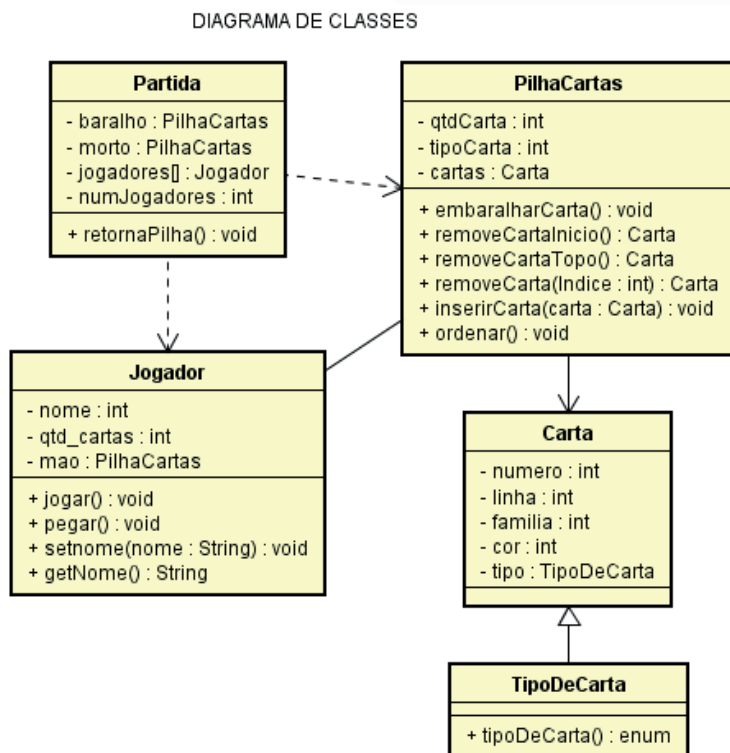 DIAGRAMA DE CLASSES
Partida
- baralho : PilhaCartas
- morto : PilhaCartas
- jogadores[] : Jogador
- numJogadores : int
+ retornaPilha() : void
PilhaCartas
- qtdCarta : int
- tipoCarta : int
- cartas : Carta
+ embaralharCarta() : void
+ removeCartaInicio() : Carta
+ removeCartaTopo() : Carta
+ removeCarta(Indice : int) : Carta
+ inserirCarta(carta : Carta) : void
+ ordenar() : void
Jogador
- nome : int
- qtd_cartas : int
- mao : PilhaCartas
+ jogar() : void
+ pegar() : void
+ setnome(nome : String) : void
+ getNome() : String
Carta
- numero : int
- linha : int
- familia : int
- cor : int
- tipo : TipoDeCarta
TipoDeCarta
+ tipoDeCarta() : enum